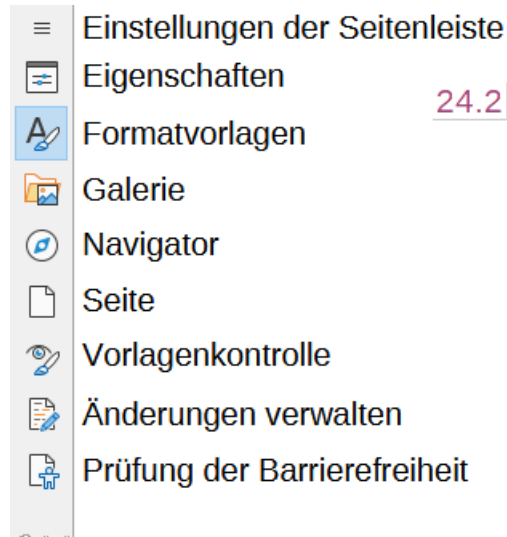 Einstellungen der Seitenleiste
Eigenschaften
24.2
Formatvorlagen
Galerie
Navigator
Seite
Vorlagenkontrolle
Änderungen verwalten
Prüfung der Barrierefreiheit